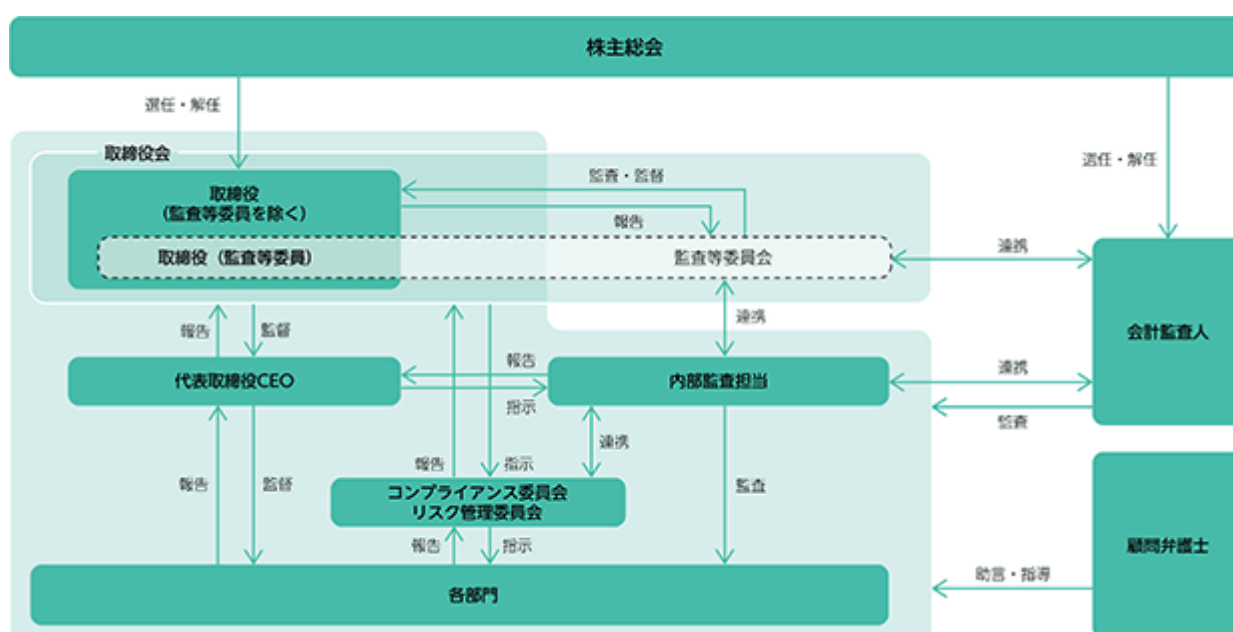 株主総会
選任・解任
選任・解任
取締役会
取締役
（監査等委員を除く）
監査・監督
報告
取締役（監査等委員）
監査等委員会
連携
報告
監督
連携
会計監査人
代表取締役CEO
報告
指示
内部監査担当
連携
監査
連携
報告
監督
報告
指示
監査
コンプライアンス委員会
リスク管理委員会
報告
指示
顧問弁護士
助言・指導
各部門